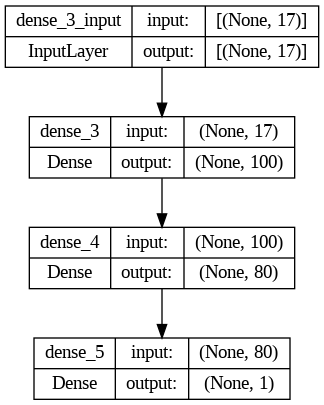 dense_3_input input: [(None, 17)]
InputLayer output: [(None, 17)]
dense_3 input: (None, 17)
Dense output: (None, 100)
dense_4 input: (None, 100)
Dense output: (None, 80)
dense_5 input: (None, 80)
Dense output: (None, 1)